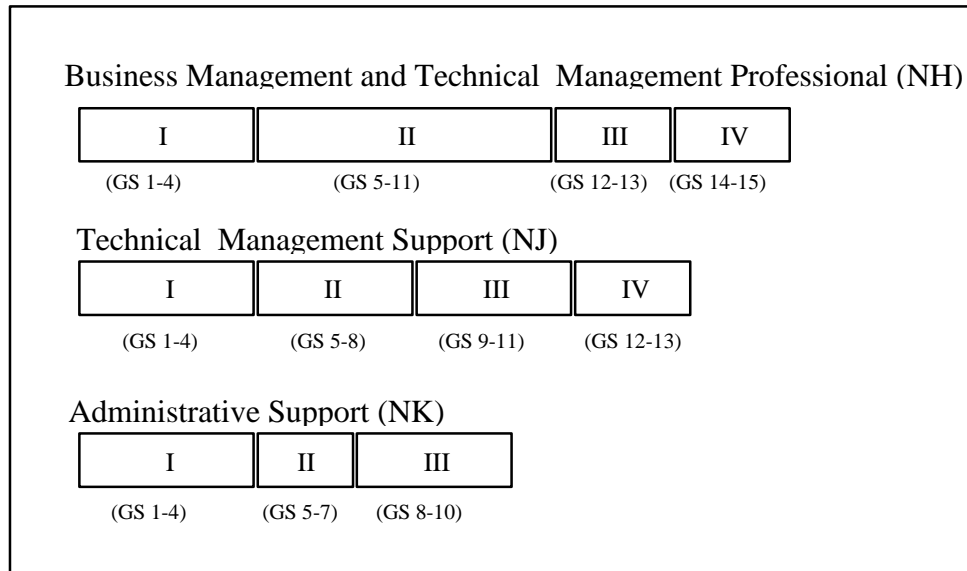 Business Management and Technical  Management Professional (NH)
I II III IV
(GS 1-4) (GS 5-11) (GS 12-13) (GS 14-15)
Technical  Management Support (NJ)
I II III IV
(GS 1-4) (GS 5-8) (GS 9-11) (GS 12-13)
Administrative Support (NK)
I II III
(GS 1-4) (GS 5-7) (GS 8-10)